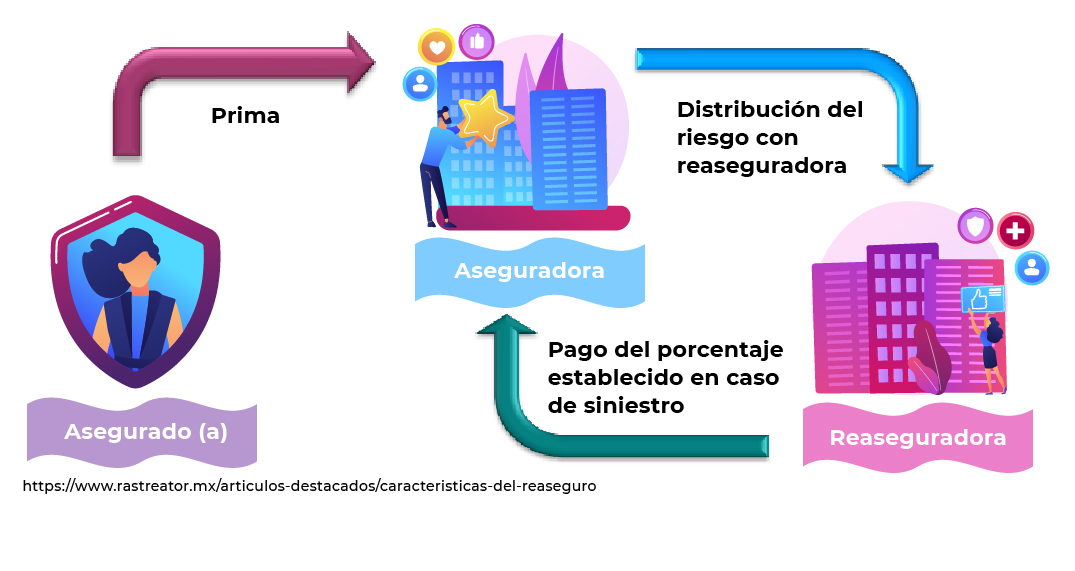 Prima
Distribución del
riesgo con
reaseguradora
Aseguradora
Pago del porcentaje
establecido en caso
de siniestro
Asegurado (a)
Reaseguradora
https://www.rastreator.mx/articulos-destacados/caracteristicas-del-reaseguro